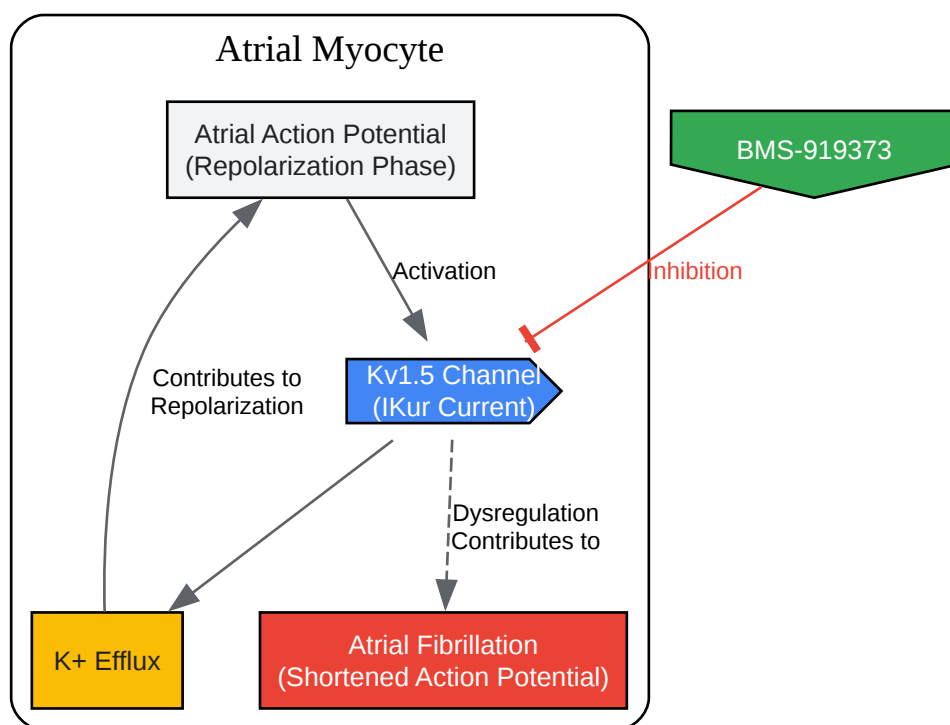 Atrial Myocyte
Atrial Action Potential
(Repolarization Phase)
BMS-919373
Activation
Inhibition
Kv1.5 Channel
(IKur Current)
Contributes to
Repolarization
Dysregulation
Contributes to
K+ Efflux
Atrial Fibrillation
(Shortened Action Potential)